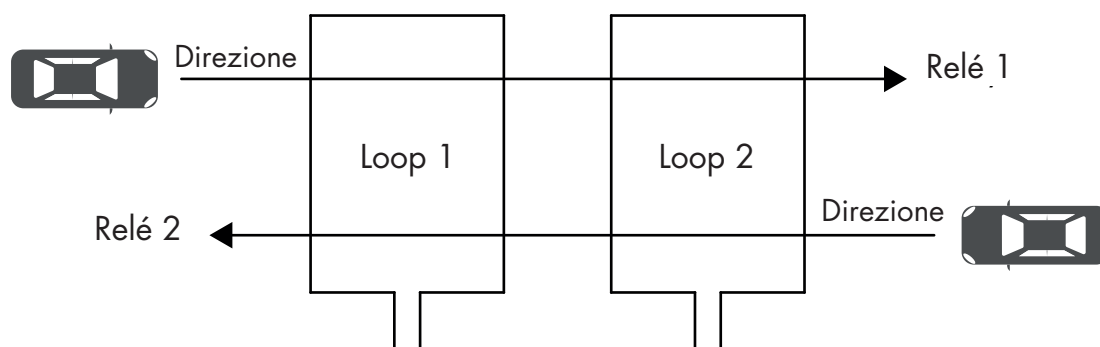 Direzione
Relé 1
Loop 1
Loop 2
Relé 2
Direzione